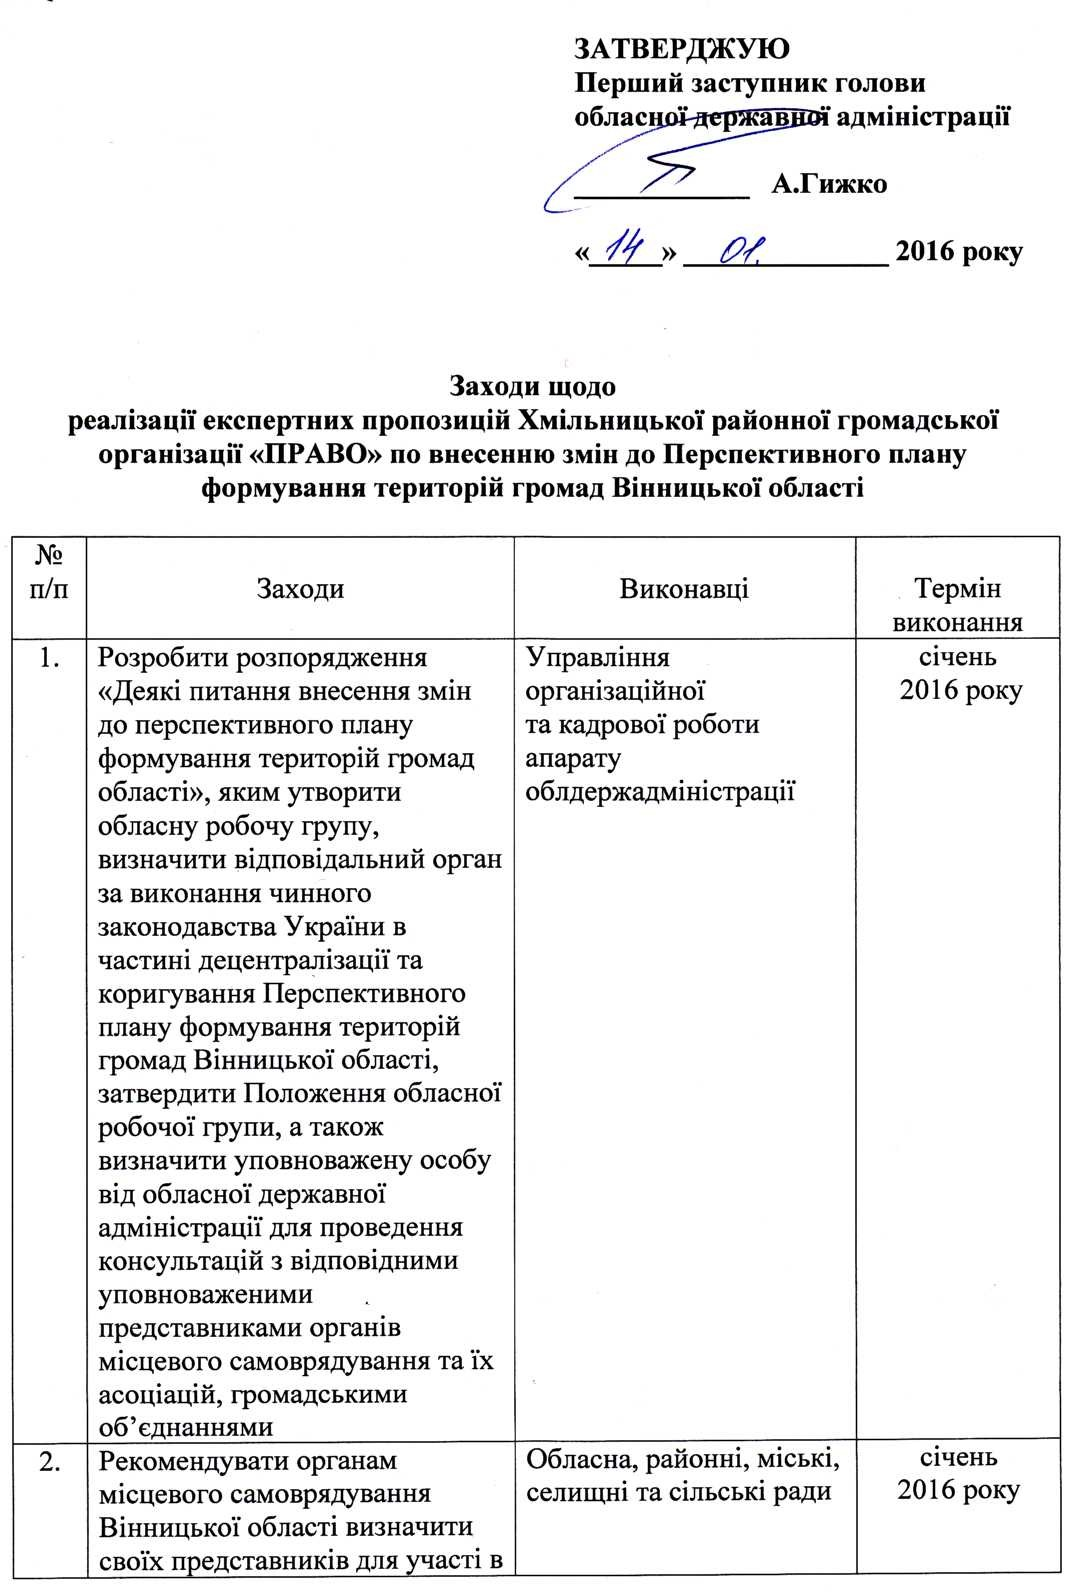 ЗАТВЕРДЖУЮ
Перший заступник голови
обласної державної адміністрації
А.Гижко
«14» 01. 2016 року
Заходи щодо
реалізації експертних пропозицій Хмільницької районної громадської
організації «ПРАВО» по внесенню змін до Перспективного плану
формування територій громад Вінницької області
№
п/п
Заходи
Виконавці
Термін
виконання
1.
Розробити розпорядження
«Деякі питання внесення змін
до перспективного плану
формування територій громад
області», яким утворити
обласну робочу групу,
визначити відповідальний орган
за виконання чинного
законодавства України в
частині децентралізації та
коригування Перспективного
плану формування територій
громад Вінницької області,
затвердити Положення обласної
робочої групи, а також
визначити уповноважену особу
від обласної державної
адміністрації для проведення
консультацій з відповідними
уповноваженими
представниками органів
місцевого самоврядування та їх
асоціацій, громадськими
об’єднаннями
Управління
організаційної
та кадрової роботи
апарату
облдержадміністрації
січень
2016 року
2.
Рекомендувати органам
місцевого самоврядування
Вінницької області визначити
своїх представників для участі в
Обласна, районні, міські,
селищні та сільські ради
січень
2016 року